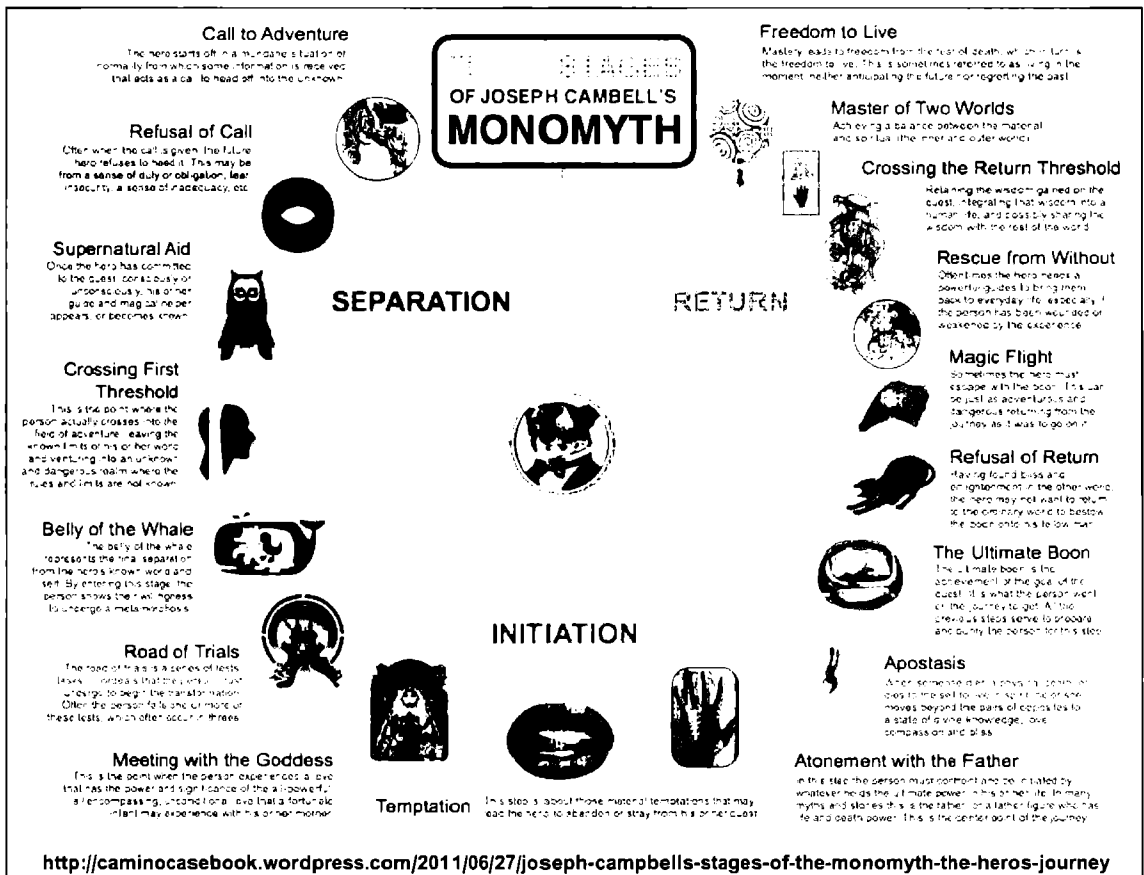 STAGES
OF JOSEPH CAMBELL'S
MONOMYTH
Call to Adventure
The hero starts off in a mundane situation of
normality from which some information is received
that acts as a call to head off into the unknown
Refusal of Call
Often when the call is given, the future
hero refuses to heed it. This may be
from a sense of duty or obligation, fear
insecurity, a sense of inadequacy, etc
Supernatural Aid
Once the hero has committed
to the quest, consciously or
unconsciously, his or her
guide and magical helper
appears, or becomes known
Crossing First
Threshold
This is the point where the
person actually crosses into the
field of adventure, leaving the
known limits of his or her world
and venturing into an unknown
and dangerous realm where the
rules and limits are not known
Belly of the Whale
The belly of the whale
represents the final separation
from the hero's known world and
self. By entering this stage, the
person shows their willingness
to undergo a metamorphosis
Road of Trials
The road of trials is a series of tests,
tasks, or ordeals that the person must
undergo to begin the transformation.
Often the person fails one or more of
these tests, which often occur in threes
Meeting with the Goddess
This is the point when the person experiences a love
that has the power and significance of the all-powerful,
all encompassing, unconditional love that a fortunate
infant may experience with his or her mother
SEPARATION
RETURN
INITIATION
Temptation
This step is about those material temptations that may
lead the hero to abandon or stray from his or her quest
Freedom to Live
Mastery leads to freedom from the fear of death, which in turn is
the freedom to live. This is sometimes referred to as living in the
moment, neither anticipating the future nor regretting the past
Master of Two Worlds
Achieving a balance between the material
and spiritual (the inner and outer world)
Crossing the Return Threshold
Retaining the wisdom gained on the
quest, integrating that wisdom into a
human life, and possibly sharing the
wisdom with the rest of the world
Rescue from Without
Oftentimes the hero needs a
powerful guides to bring them
back to everyday life, especially if
the person has been wounded or
weakened by the experience
Magic Flight
Sometimes the hero must
escape with the boon. This can
be just as adventurous and
dangerous returning from the
journey as it was to go on it
Refusal of Return
Having found bliss and
enlightenment in the other world,
the hero may not want to return
to the ordinary world to bestow
the boon onto his fellow man
The Ultimate Boon
The ultimate boon is the
achievement of the goal of the
quest. It is what the person went
on the journey to get. All the
previous steps serve to prepare
and purify the person for this step
Apostasis
When someone dies a physical death, or
dies to the self to live in spirit, he or she
moves beyond the pairs of opposites to
a state of divine knowledge, love
compassion and bliss
Atonement with the Father
In this step the person must confront and be initiated by
whatever holds the ultimate power in his or her life. In many
myths and stories this is the father, or a father figure who has
life and death power. This is the center point of the journey
http://caminocasebook.wordpress.com/2011/06/27/joseph-campbells-stages-of-the-monomyth-the-heros-journey